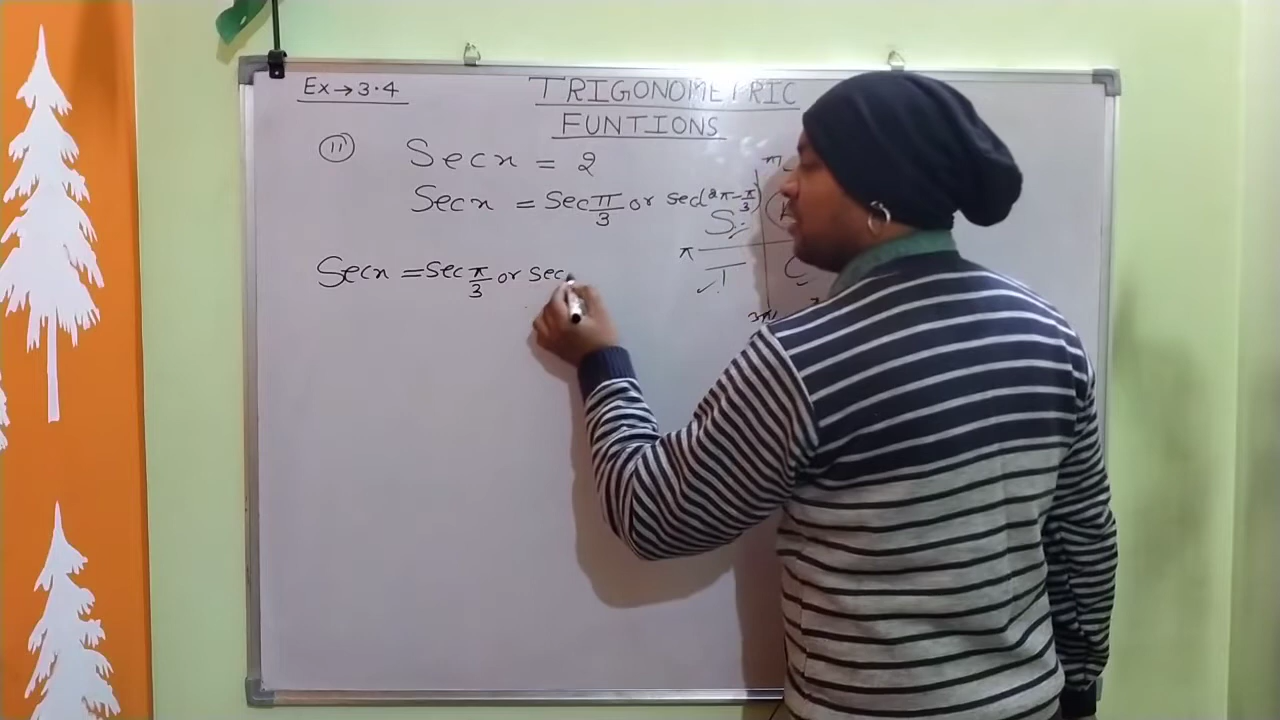 Ex→3.4
TRIGONOMETRIC
FUNTIONS
(11) Secx = 2
Secx = Sec π/3 or sec(2π-π/3)
Secx = Sec π/3 or sec
S
π
T C